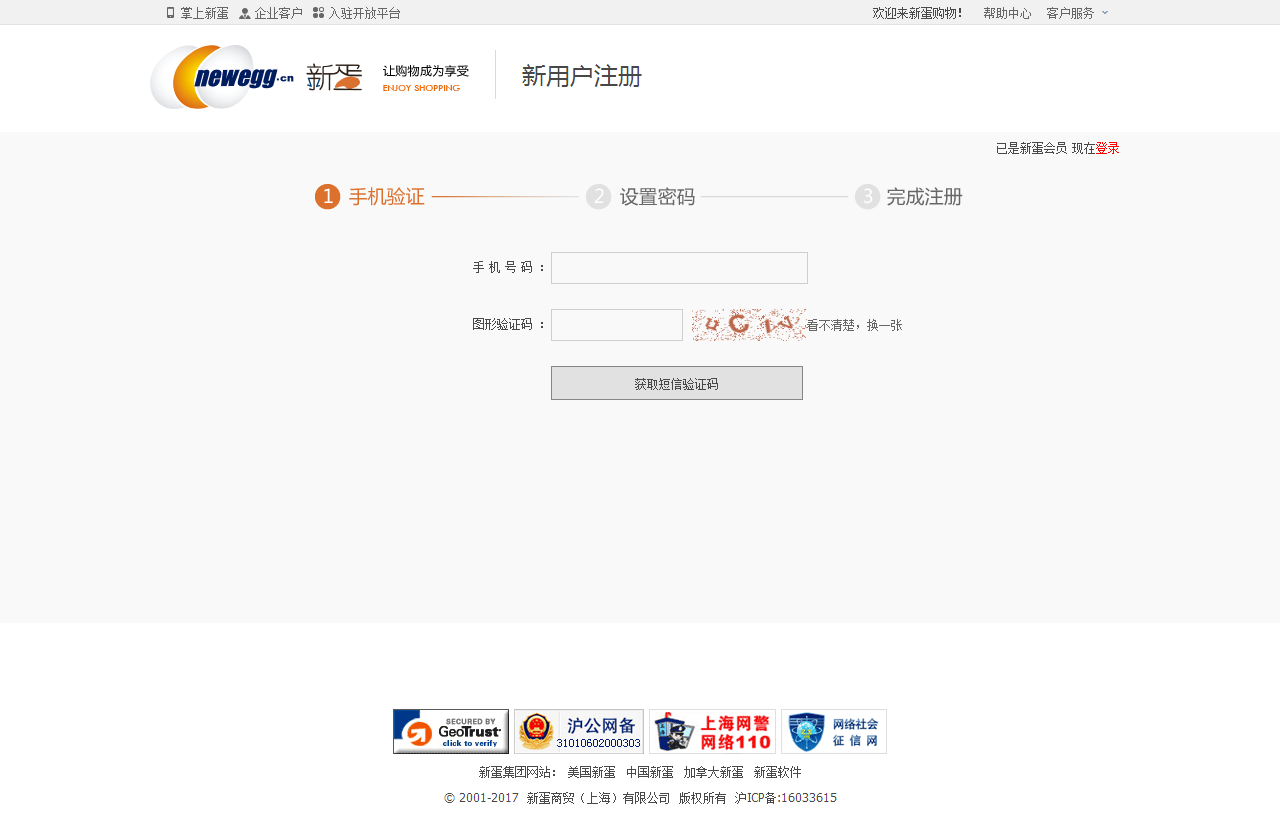 掌上新蛋 企业客户 入驻开放平台 欢迎来新蛋购物! 帮助中心 客户服务
newegg.cn 新蛋 让购物成为享受 新用户注册
ENJOY SHOPPING
已是新蛋会员 现在登录
1 手机验证 2 设置密码 3 完成注册
手 机 号 码 :
图形验证码 : 看不清楚，换一张
获取短信验证码
SECURED BY GeoTrust click to verify
沪公网备 31010602000303
上海网警 网络110
网络社会 征信网
新蛋集团网站： 美国新蛋 中国新蛋 加拿大新蛋 新蛋软件
© 2001-2017 新蛋商贸（上海）有限公司 版权所有 沪ICP备:16033615